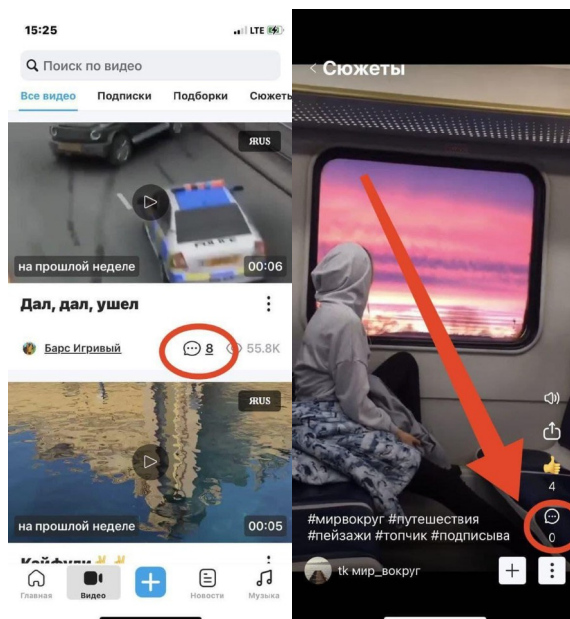 15:25
LTE
Поиск по видео
Все видео Подписки Подборки Сюжеты
ЯRUS
POLICE
на прошлой неделе 00:06
Дал, дал, ушел
Барс Игривый 8 55.8K
ЯRUS
на прошлой неделе 00:05
Кайфули
Главная Видео Новости Музыка
Сюжеты
4
0
#мирвокруг #путешествия
#пейзажи #топчик #подписыва
tk мир_вокруг